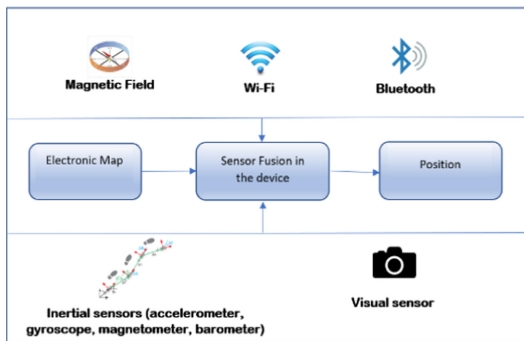 Magnetic Field
Wi-Fi
Bluetooth
Electronic Map
Sensor Fusion in
the device
Position
Inertial sensors (accelerometer,
gyroscope, magnetometer, barometer)
Visual sensor